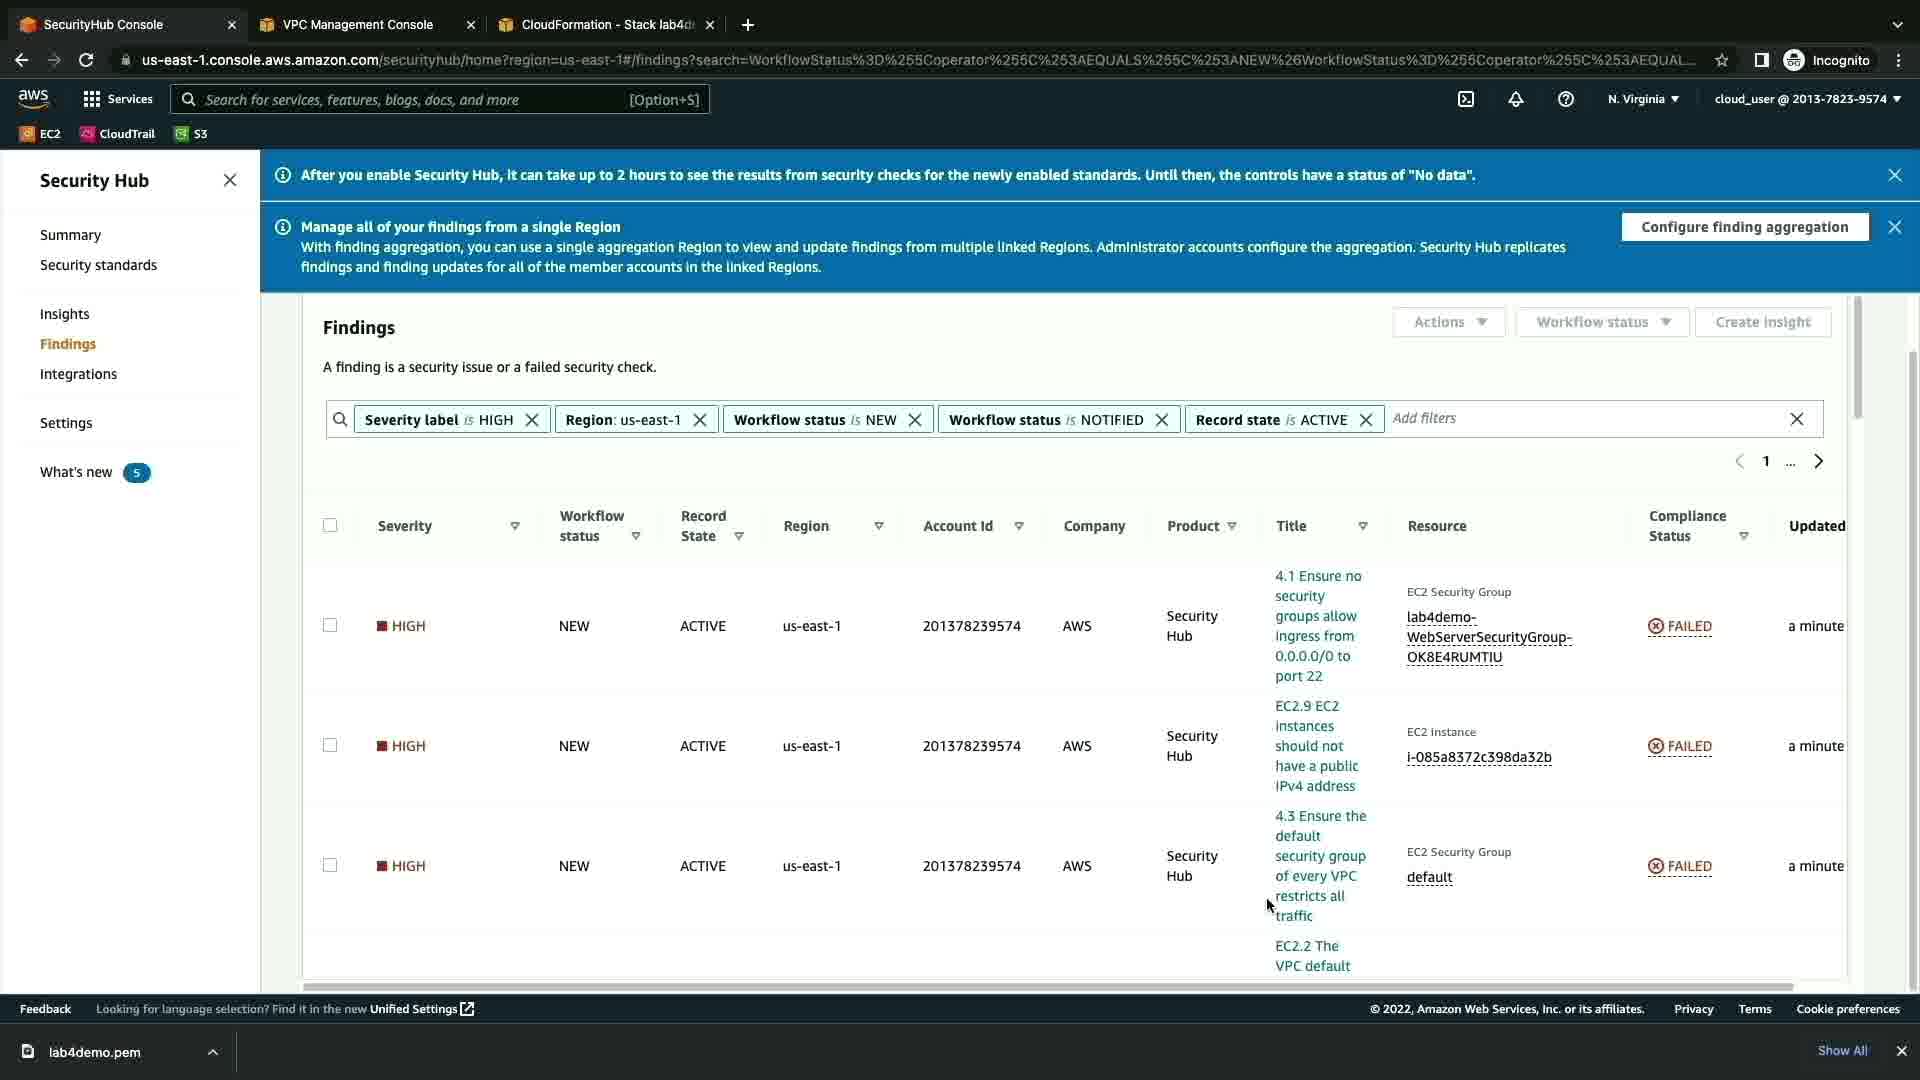 SecurityHub Console
VPC Management Console
CloudFormation - Stack lab4d
us-east-1.console.aws.amazon.com/securityhub/home?region=us-east-1#/findings?search=WorkflowStatus%3D%255Coperator%255C%253AEQUALS%255C%253ANEW%26WorkflowStatus%3D%255Coperator%255C%253AEQUAL...
Incognito
aws
Services
Search for services, features, blogs, docs, and more
[Option+S]
N. Virginia
cloud_user @ 2013-7823-9574
EC2
CloudTrail
S3
Security Hub
Summary
Security standards
Insights
Findings
Integrations
Settings
What's new 5
After you enable Security Hub, it can take up to 2 hours to see the results from security checks for the newly enabled standards. Until then, the controls have a status of "No data".
Manage all of your findings from a single Region
With finding aggregation, you can use a single aggregation Region to view and update findings from multiple linked Regions. Administrator accounts configure the aggregation. Security Hub replicates
findings and finding updates for all of the member accounts in the linked Regions.
Configure finding aggregation
Findings
Actions
Workflow status
Create insight
A finding is a security issue or a failed security check.
Severity label is HIGH
Region: us-east-1
Workflow status is NEW
Workflow status is NOTIFIED
Record state is ACTIVE
Add filters
1 ...
Severity
Workflow
status
Record
State
Region
Account Id
Company
Product
Title
Resource
Compliance
Status
Updated
HIGH
NEW
ACTIVE
us-east-1
201378239574
AWS
Security
Hub
4.1 Ensure no
security
groups allow
ingress from
0.0.0.0/0 to
port 22
EC2 Security Group
lab4demo-
WebServerSecurityGroup-
OK8E4RUMTIU
FAILED
a minute
HIGH
NEW
ACTIVE
us-east-1
201378239574
AWS
Security
Hub
EC2.9 EC2
instances
should not
have a public
IPv4 address
EC2 Instance
i-085a8372c398da32b
FAILED
a minute
HIGH
NEW
ACTIVE
us-east-1
201378239574
AWS
Security
Hub
4.3 Ensure the
default
security group
of every VPC
restricts all
traffic
EC2 Security Group
default
FAILED
a minute
EC2.2 The
VPC default
Feedback
Looking for language selection? Find it in the new Unified Settings
© 2022, Amazon Web Services, Inc. or its affiliates.
Privacy
Terms
Cookie preferences
lab4demo.pem
Show All